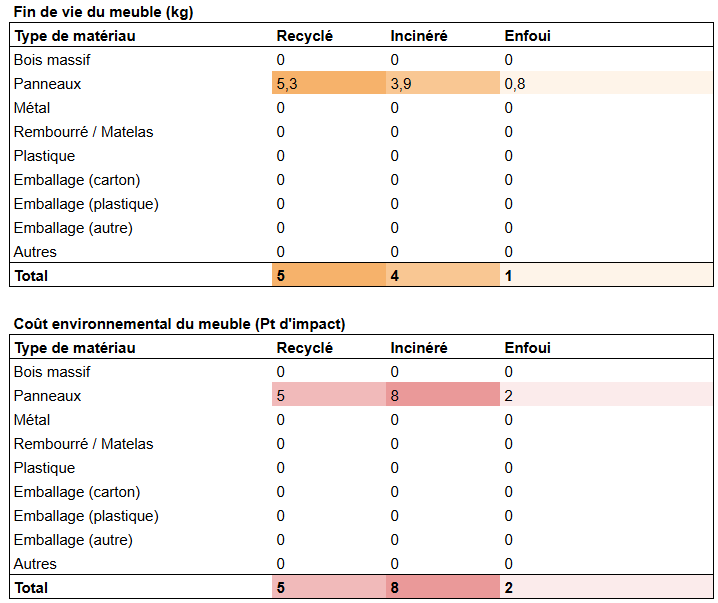 Fin de vie du meuble (kg)
Type de matériau Recyclé Incinéré Enfoui
Bois massif 0 0 0
Panneaux 5,3 3,9 0,8
Métal 0 0 0
Rembourré / Matelas 0 0 0
Plastique 0 0 0
Emballage (carton) 0 0 0
Emballage (plastique) 0 0 0
Emballage (autre) 0 0 0
Autres 0 0 0
Total 5 4 1
Coût environnemental du meuble (Pt d'impact)
Type de matériau Recyclé Incinéré Enfoui
Bois massif 0 0 0
Panneaux 5 8 2
Métal 0 0 0
Rembourré / Matelas 0 0 0
Plastique 0 0 0
Emballage (carton) 0 0 0
Emballage (plastique) 0 0 0
Emballage (autre) 0 0 0
Autres 0 0 0
Total 5 8 2